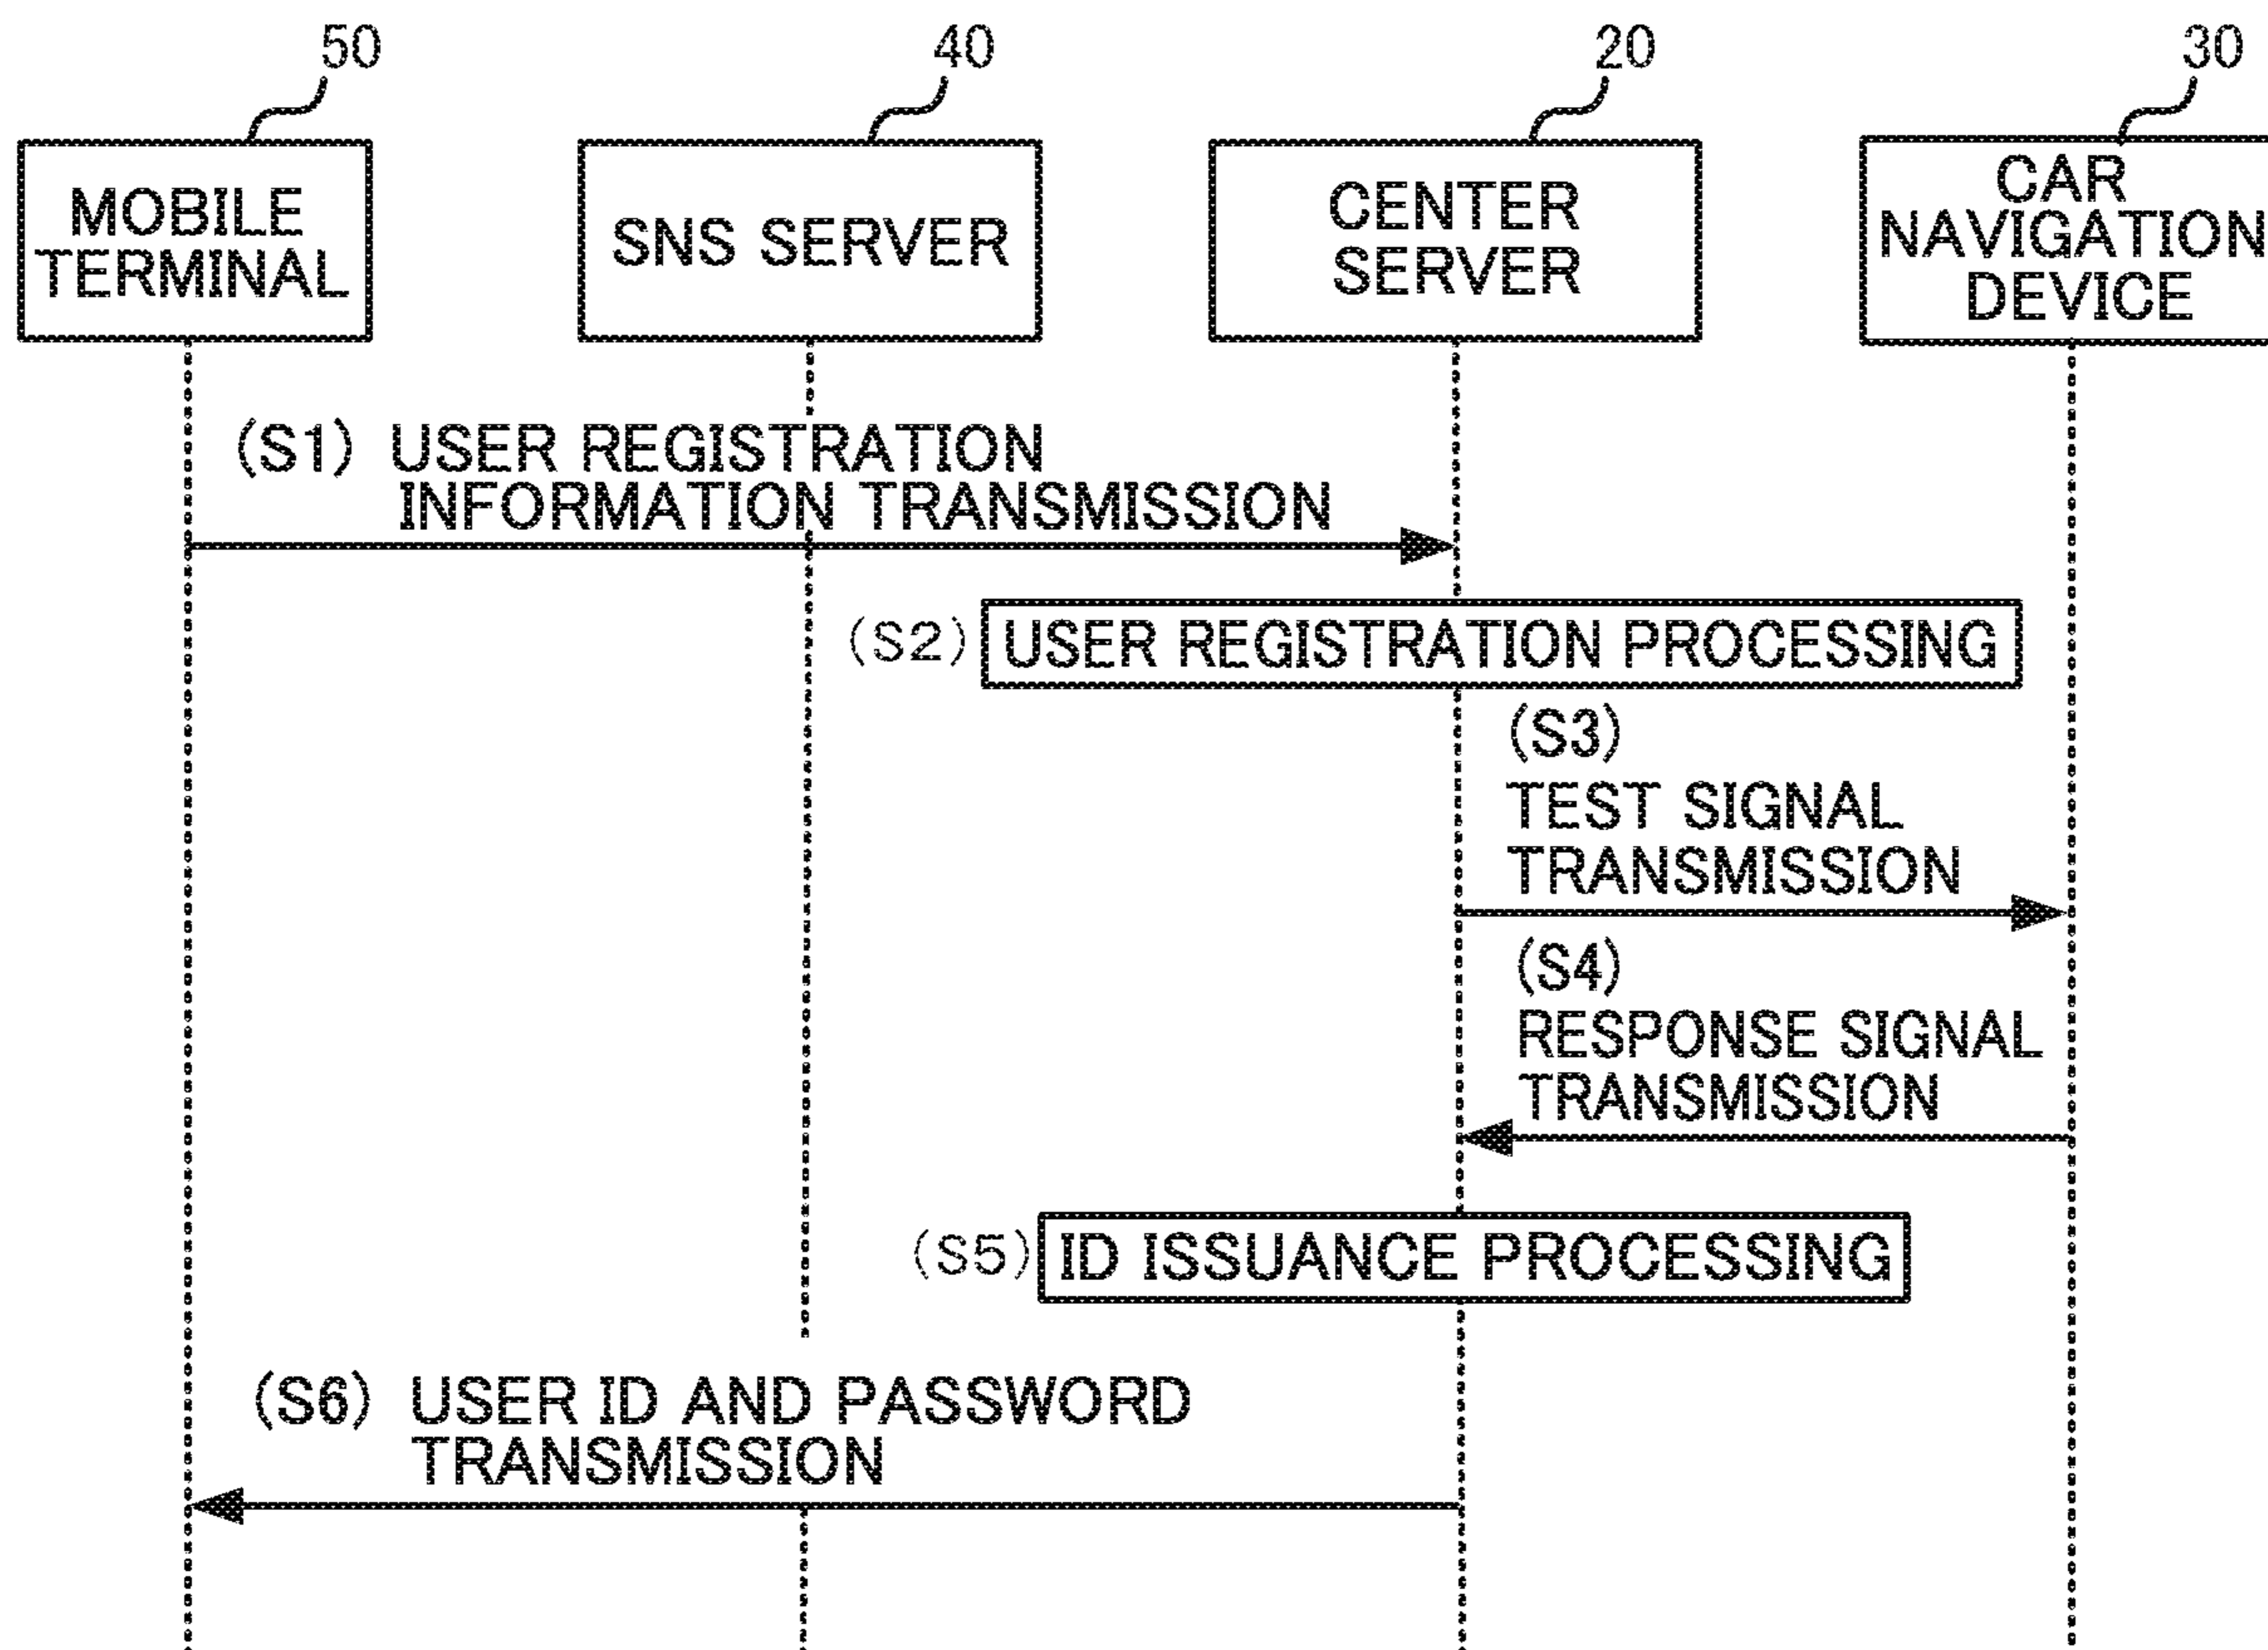 50
40
20
30
MOBILE
TERMINAL
SNS SERVER
CENTER
SERVER
CAR
NAVIGATION
DEVICE
(S1) USER REGISTRATION
INFORMATION TRANSMISSION
(S2) USER REGISTRATION PROCESSING
(S3)
TEST SIGNAL
TRANSMISSION
(S4)
RESPONSE SIGNAL
TRANSMISSION
(S5) ID ISSUANCE PROCESSING
(S6) USER ID AND PASSWORD
TRANSMISSION